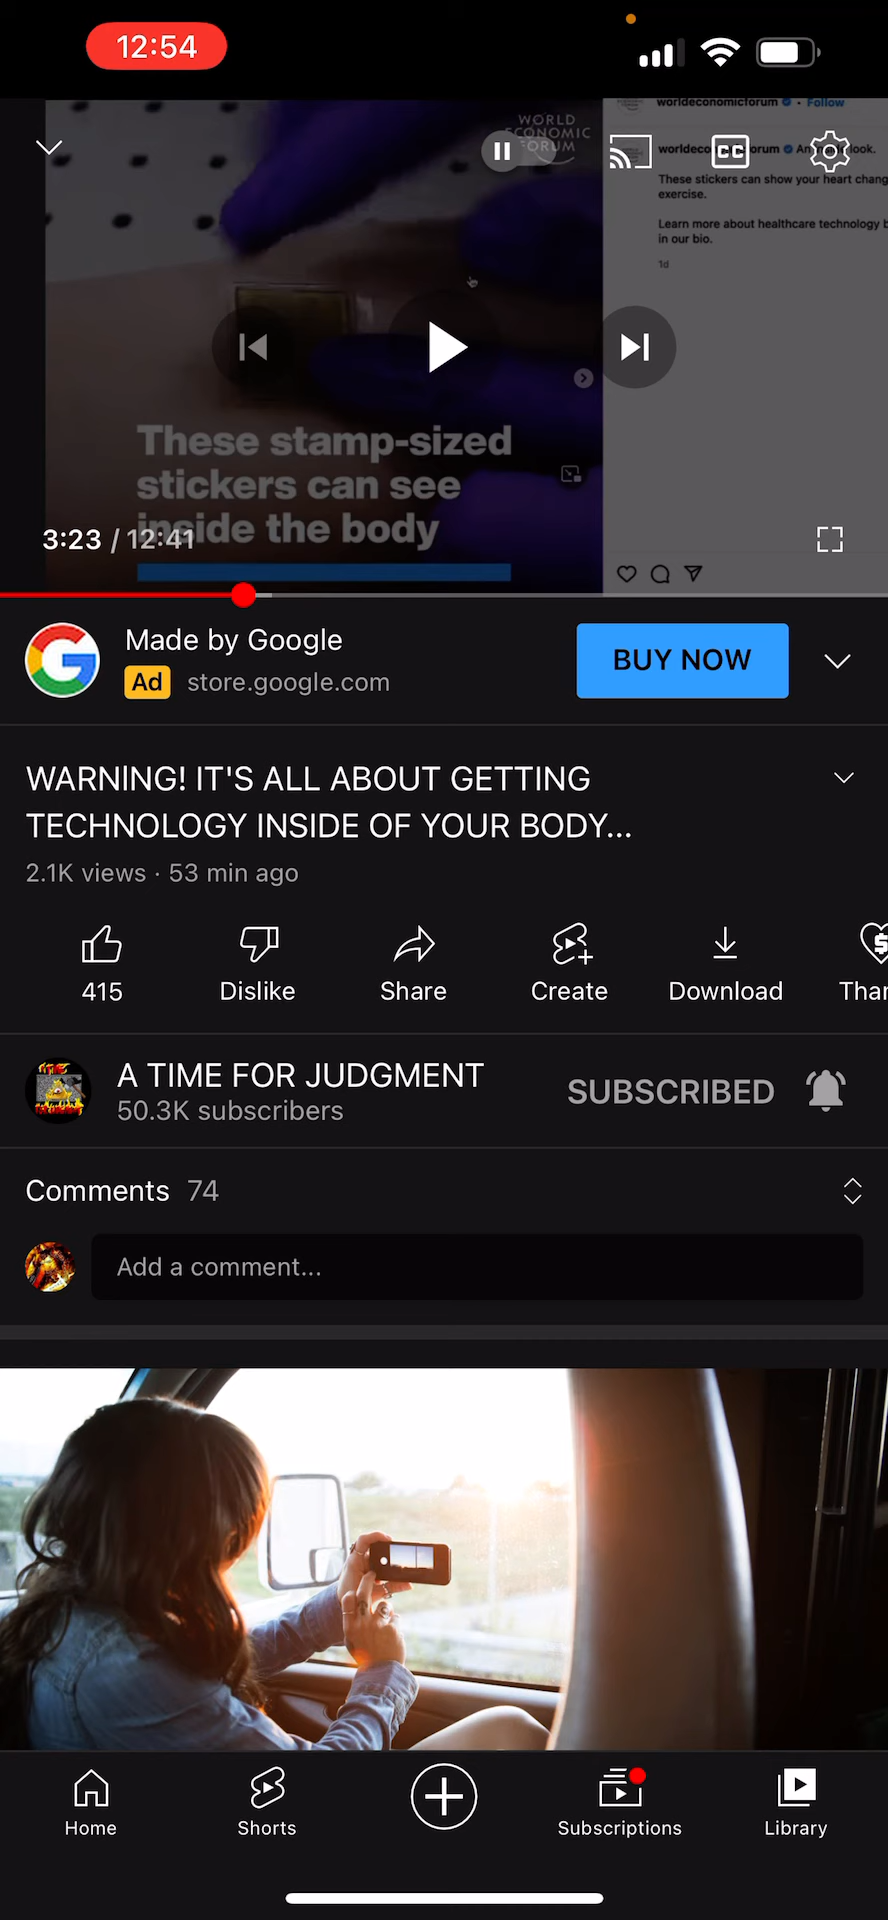 12:54
WORLD
ECONOMIC
FORUM
worldeconomicforum • Follow
look.
These stickers can show your heart chang
exercise.
Learn more about healthcare technology b
in our bio.
1d
CC
These stamp-sized
stickers can see
inside the body
3:23 / 12:41
Made by Google
Ad store.google.com
BUY NOW
WARNING! IT'S ALL ABOUT GETTING
TECHNOLOGY INSIDE OF YOUR BODY...
2.1K views · 53 min ago
415
Dislike
Share
Create
Download
Than
A TIME FOR JUDGMENT
50.3K subscribers
SUBSCRIBED
Comments 74
Add a comment...
Home
Shorts
Subscriptions
Library